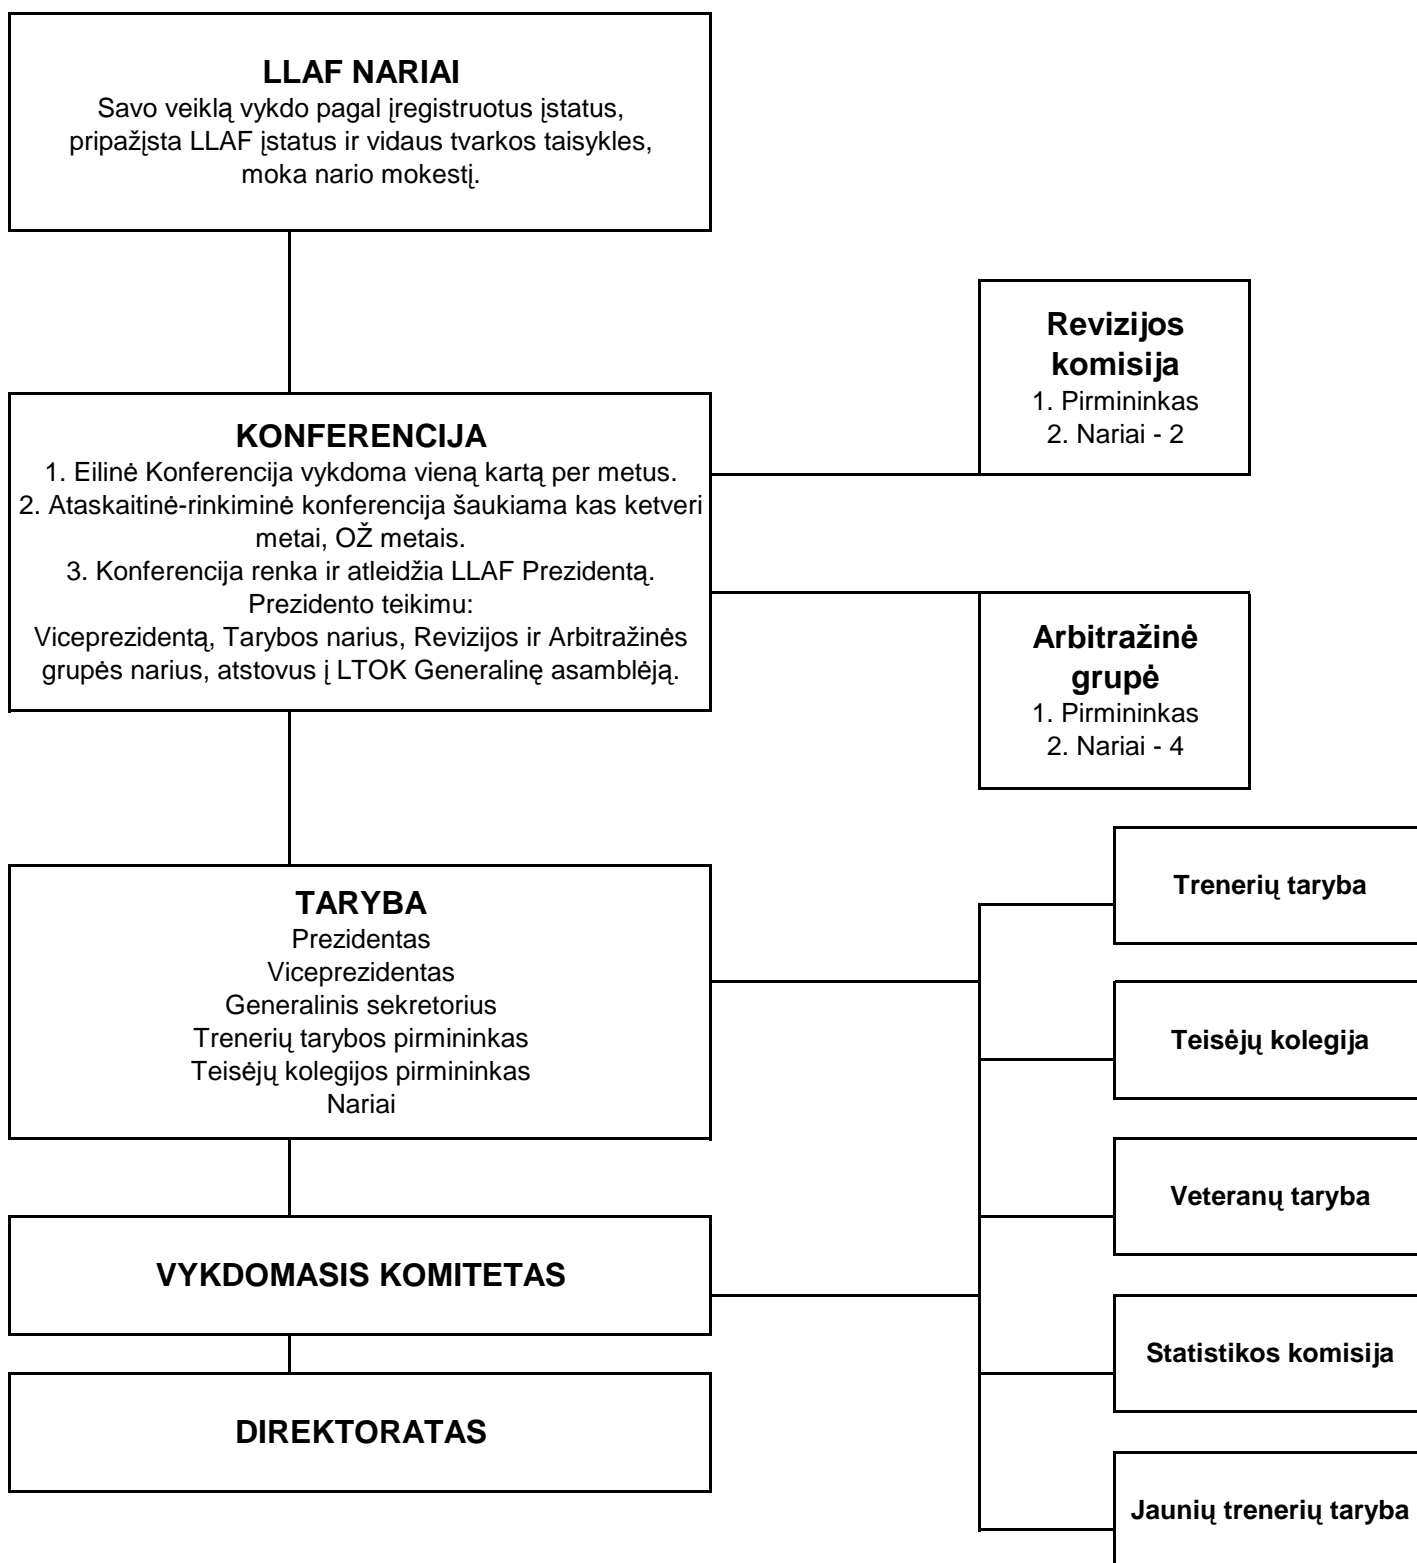 LLAF NARIAI
Savo veiklą vykdo pagal įregistruotus įstatus,
pripažįsta LLAF įstatus ir vidaus tvarkos taisykles,
moka nario mokestį.
Revizijos
komisija
1. Pirmininkas
2. Nariai - 2
KONFERENCIJA
1. Eilinė Konferencija vykdoma vieną kartą per metus.
2. Ataskaitinė-rinkiminė konferencija šaukiama kas ketveri
metai, OŽ metais.
3. Konferencija renka ir atleidžia LLAF Prezidentą.
Prezidento teikimu:
Viceprezidentą, Tarybos narius, Revizijos ir Arbitražinės
grupės narius, atstovus į LTOK Generalinę asamblėją.
Arbitražinė
grupė
1. Pirmininkas
2. Nariai - 4
TARYBA
Prezidentas
Viceprezidentas
Generalinis sekretorius
Trenerių tarybos pirmininkas
Teisėjų kolegijos pirmininkas
Nariai
Trenerių taryba
Teisėjų kolegija
Veteranų taryba
VYKDOMASIS KOMITETAS
Statistikos komisija
DIREKTORATAS
Jaunių trenerių taryba